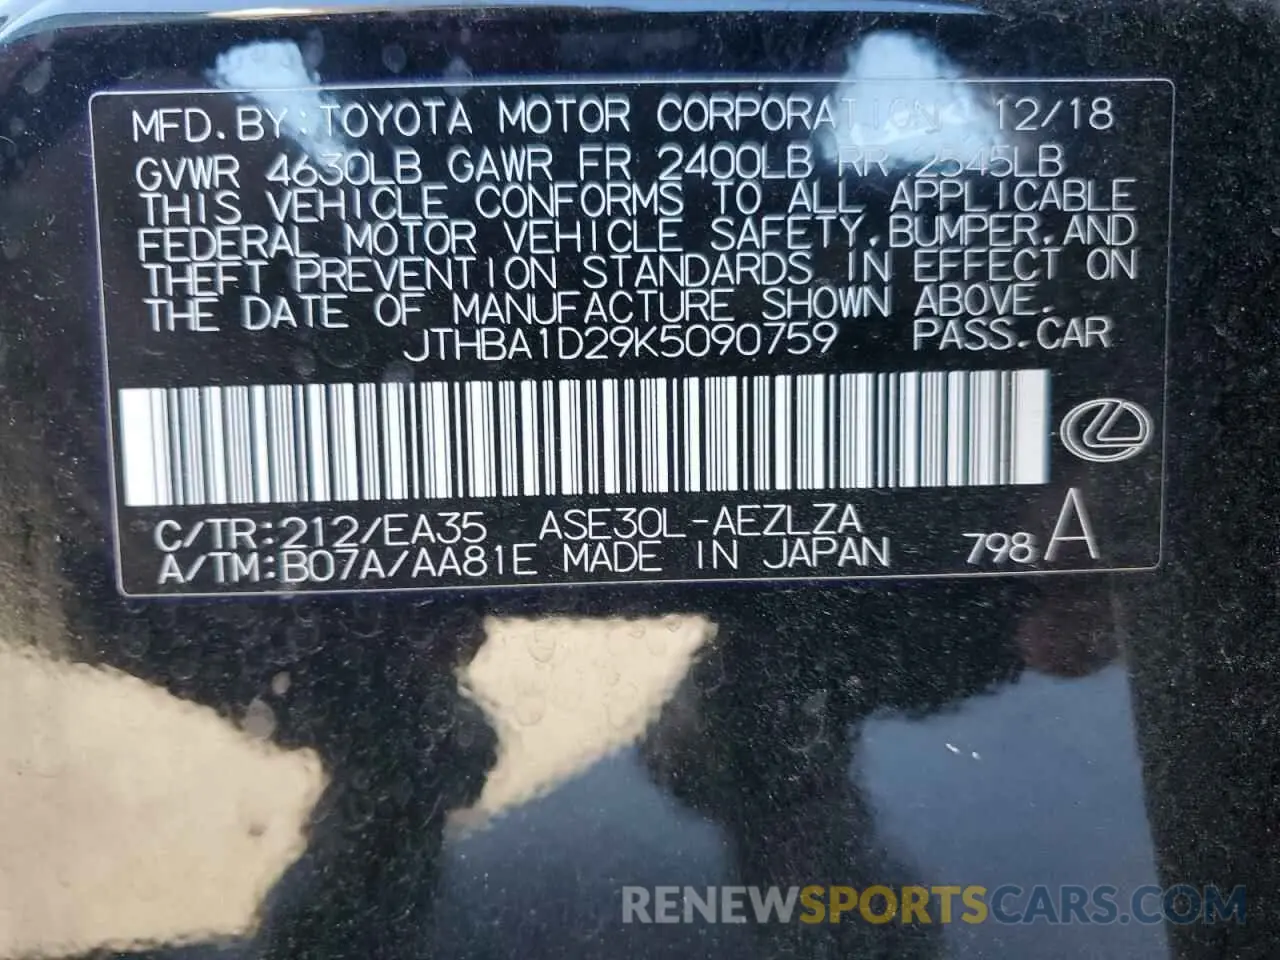 MFD.BY:TOYOTA MOTOR CORPORATION 12/18
GVWR 4630LB GAWR FR 2400LB RR 2545LB
THIS VEHICLE CONFORMS TO ALL APPLICABLE
FEDERAL MOTOR VEHICLE SAFETY,BUMPER,AND
THEFT PREVENTION STANDARDS IN EFFECT ON
THE DATE OF MANUFACTURE SHOWN ABOVE.
JTHBA1D29K5090759 PASS.CAR
C/TR:212/EA35 ASE30L-AEZLZA
A/TM:B07A/AA81E MADE IN JAPAN 798 A
RENEWSPORTSCARS.COM